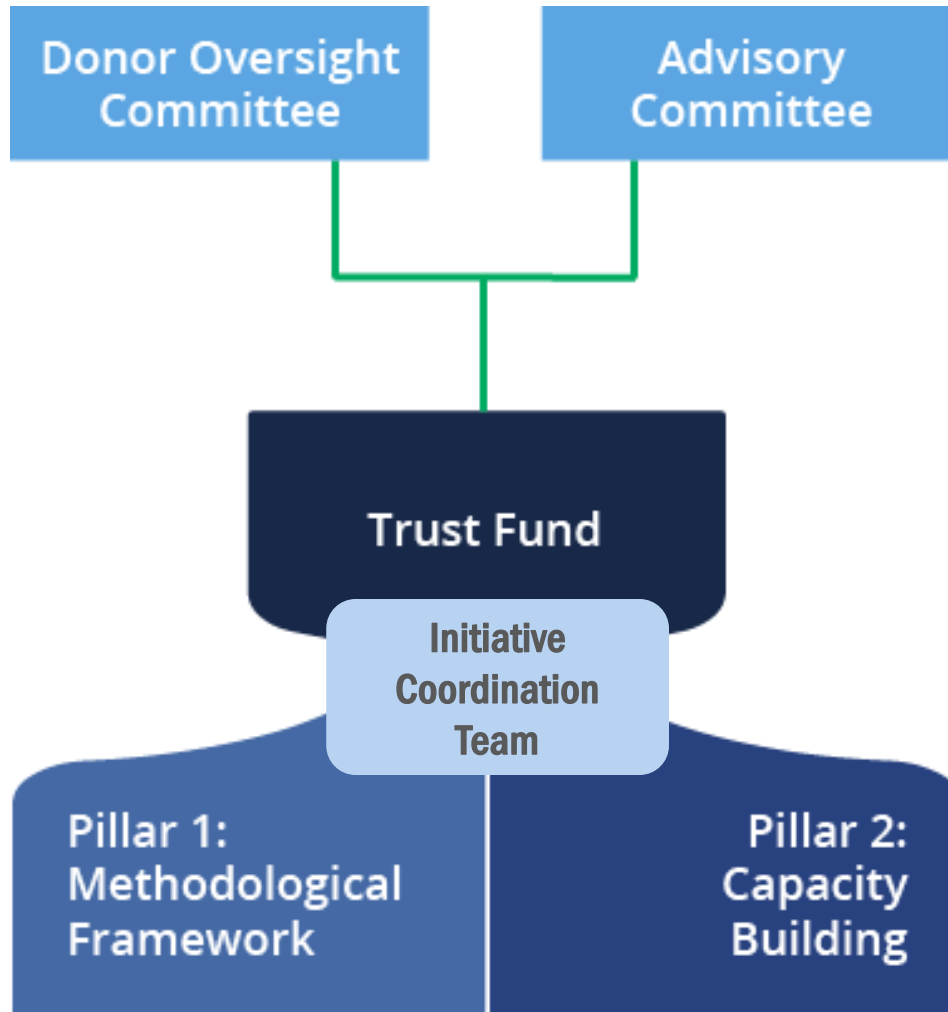 Donor Oversight
Committee
Advisory
Committee
Trust Fund
Initiative
Coordination
Team
Pillar 1:
Methodological
Framework
Pillar 2:
Capacity
Building